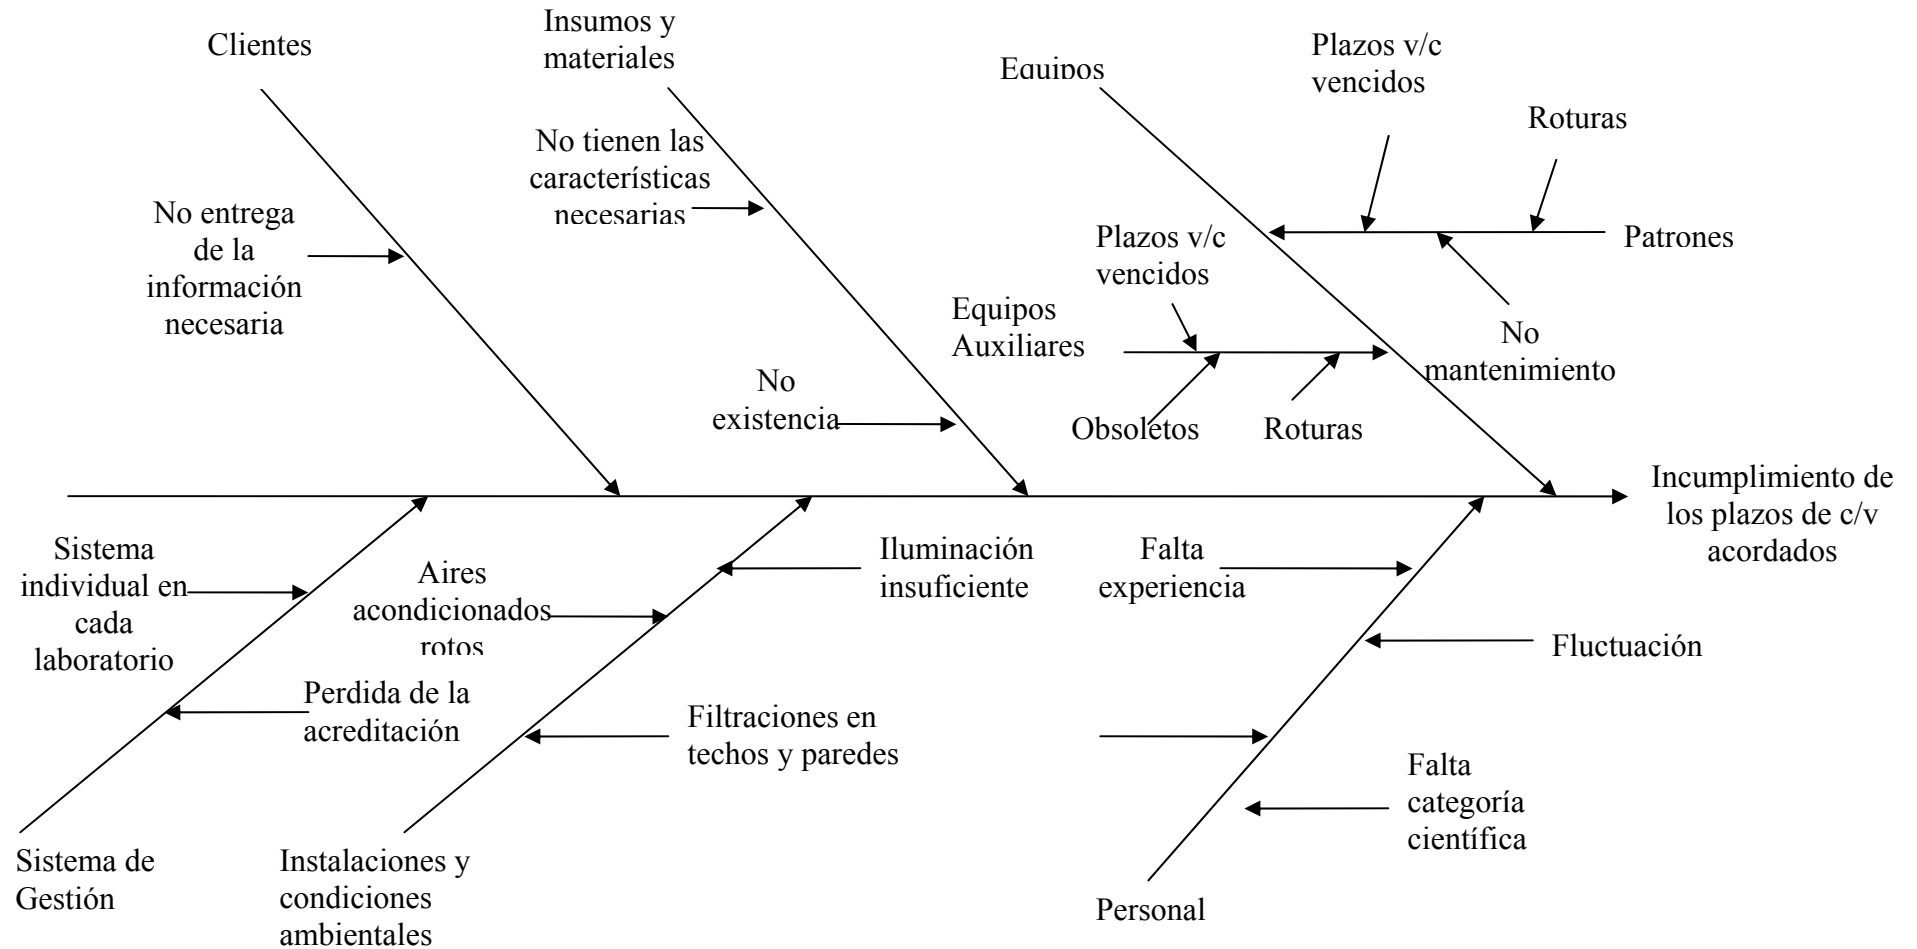 Clientes
Insumos y
materiales
Equipos
Plazos v/c
vencidos
Roturas
No tienen las
características
necesarias
No entrega
de la
información
necesaria
Plazos v/c
vencidos
Patrones
Equipos
Auxiliares
No
mantenimiento
No
existencia
Obsoletos
Roturas
Incumplimiento de
los plazos de c/v
acordados
Sistema
individual en
cada
laboratorio
Aires
acondicionados
rotos
Iluminación
insuficiente
Falta
experiencia
Fluctuación
Perdida de la
acreditación
Filtraciones en
techos y paredes
Falta
categoría
científica
Sistema de
Gestión
Instalaciones y
condiciones
ambientales
Personal